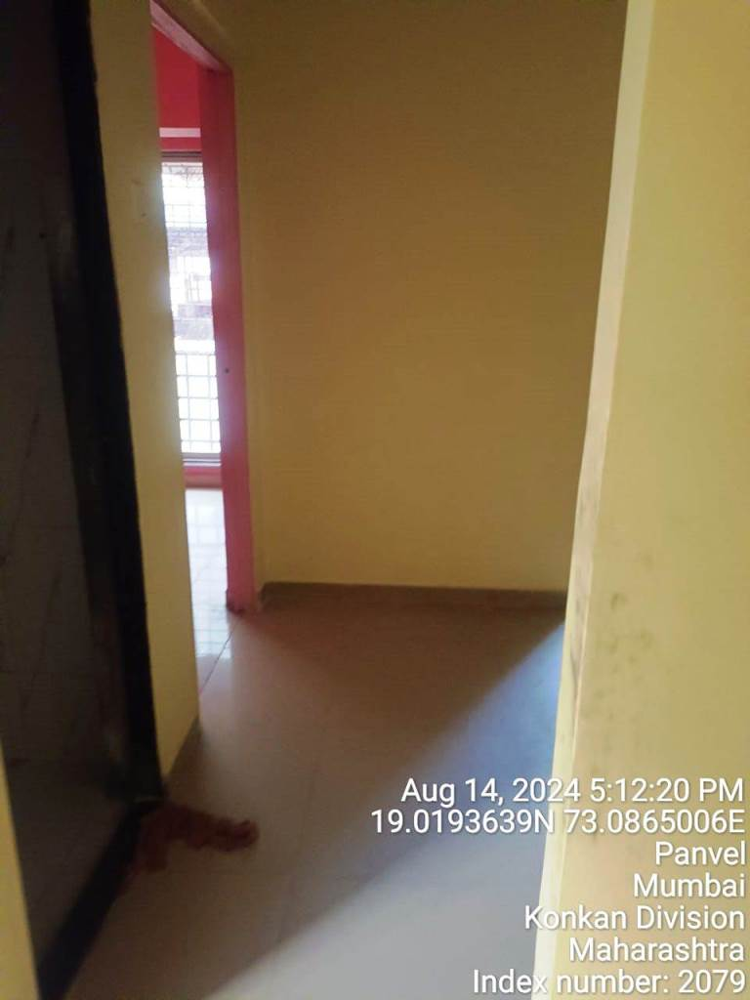 Aug 14, 2024 5:12:20 PM
19.0193639N 73.0865006E
Panvel
Mumbai
Konkan Division
Maharashtra
Index number: 2079